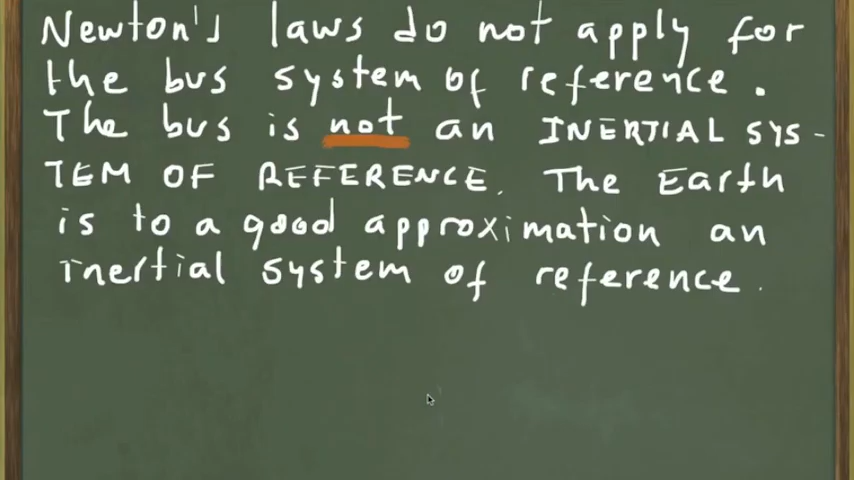 Newton's laws do not apply for
the bus system of reference.
The bus is not an INERTIAL SYS-
TEM OF REFERENCE. The Earth
is to a good approximation an
inertial system of reference.